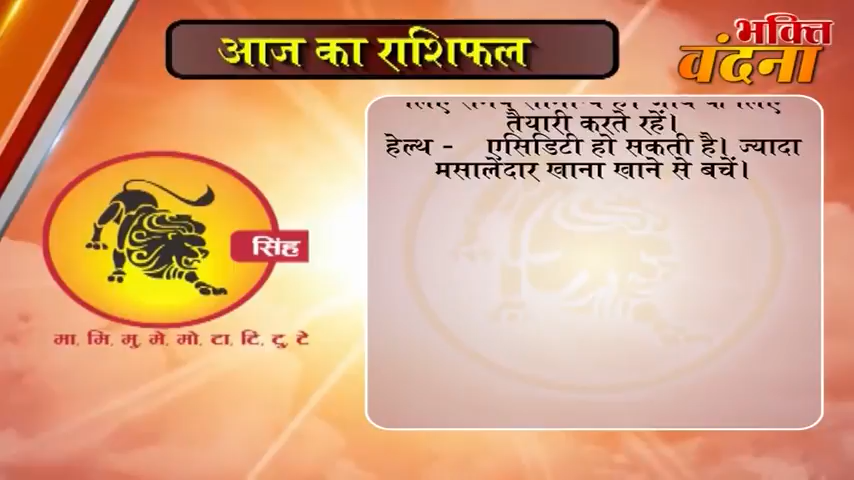 आज का राशिफल
भक्ति
वंदना
तैयारी करते रहें।
हेल्थ - एसिडिटी हो सकती है। ज्यादा
मसालेदार खाना खाने से बचें।
सिंह
मा, मि, मु, मे, मो, टा, टि, टु, टे